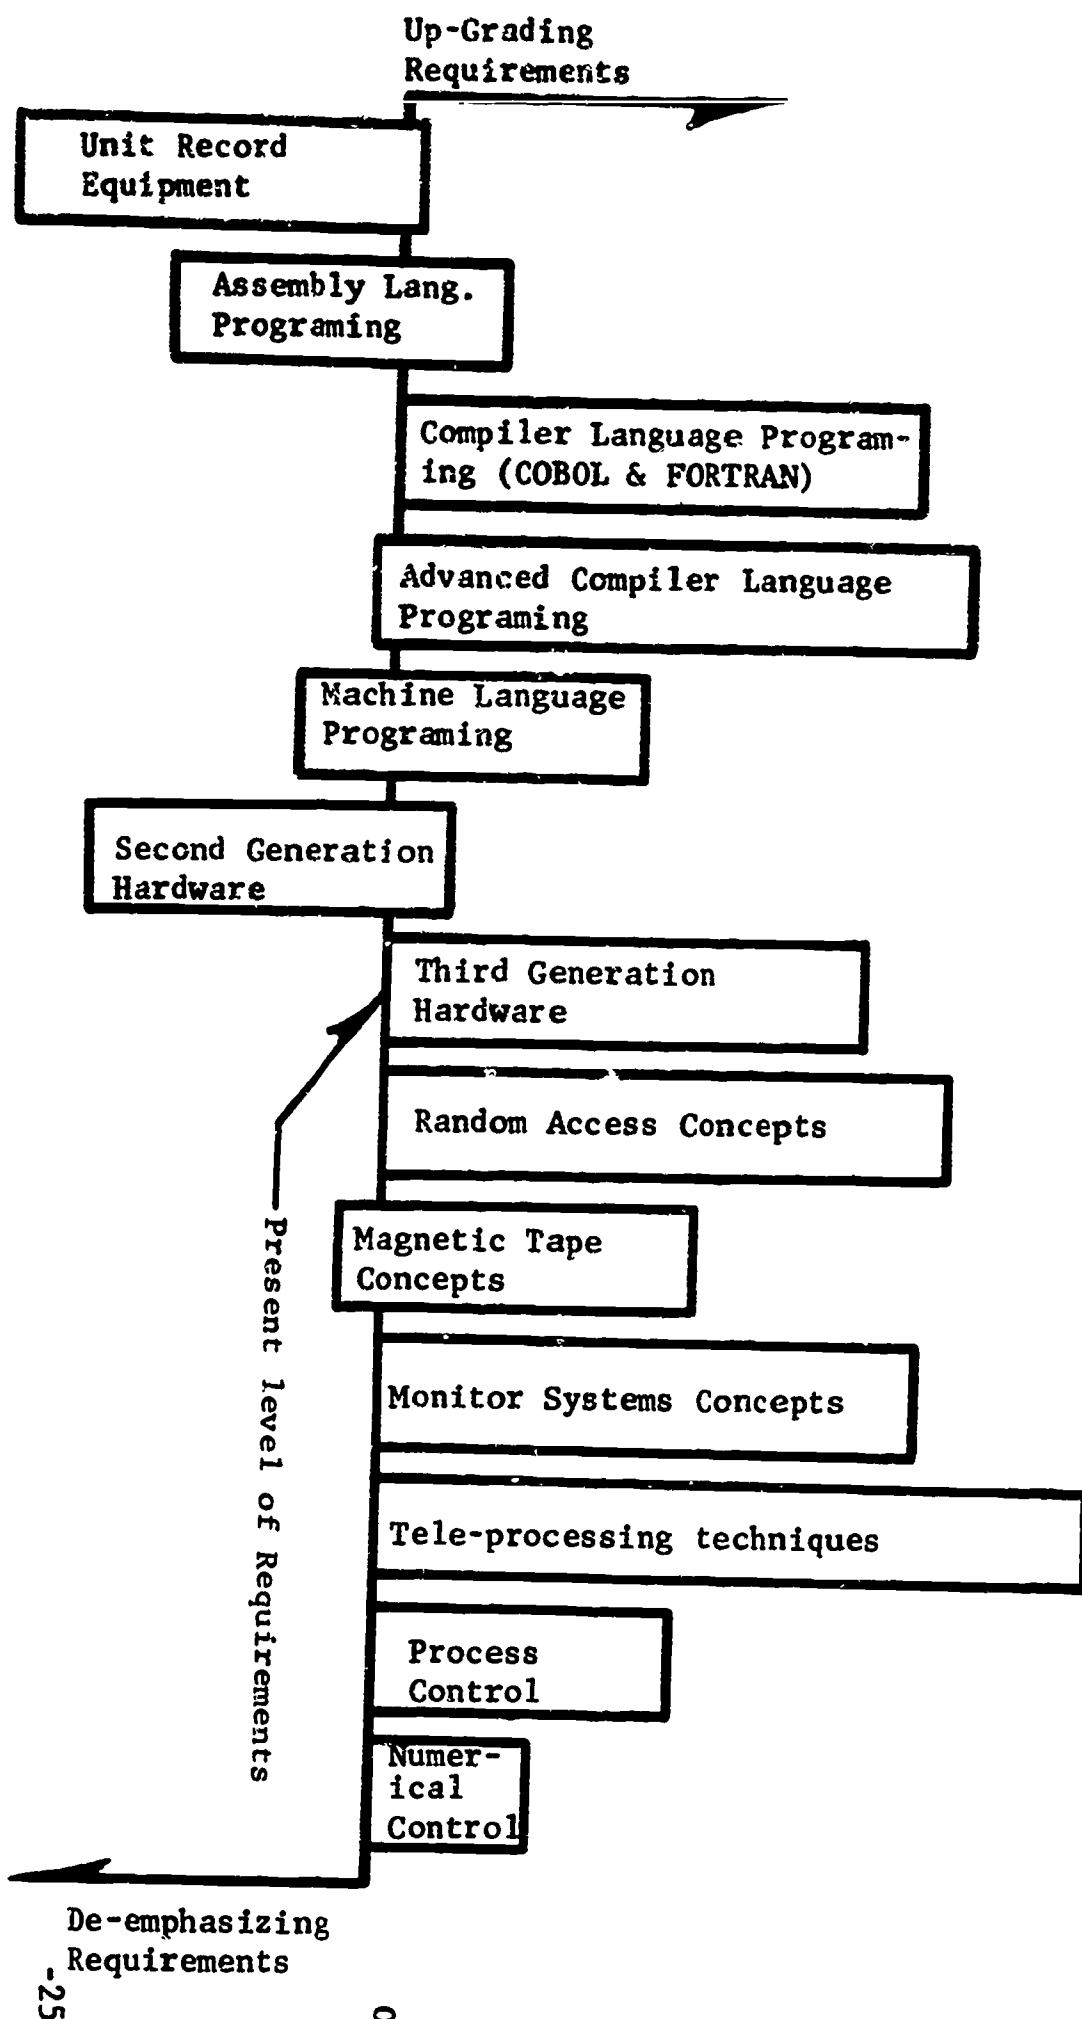 Up-Grading
Requirements
Unit Record
Equipment
Assembly Lang.
Programing
Compiler Language Program-
ing (COBOL & FORTRAN)
Advanced Compiler Language
Programing
Machine Language
Programing
Second Generation
Hardware
Third Generation
Hardware
Random Access Concepts
Magnetic Tape
Concepts
Monitor Systems Concepts
Present level of Requirements
Tele-processing techniques
Process
Control
Numer-
ical
Control
De-emphasizing
Requirements
-25
0